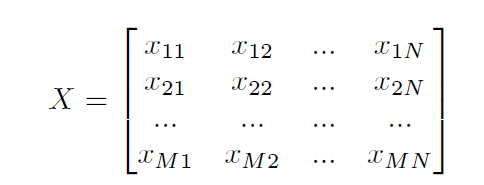 x11 x12 ... x1N
X = x21 x22 ... x2N
... ... ... ...
xM1 xM2 ... xMN